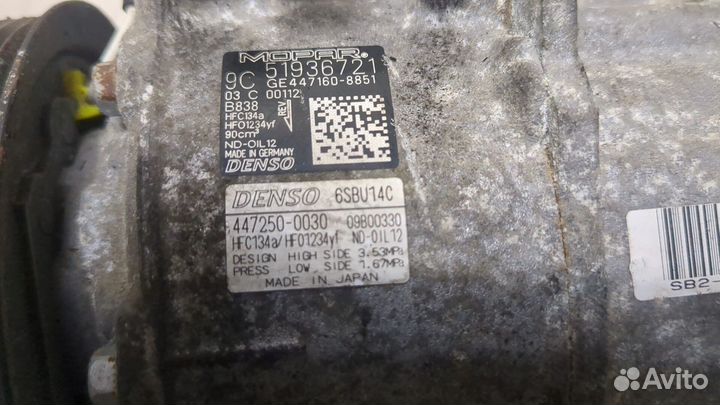 MOPAR
9C 51936721
GE447160-8851
03 C 00112
B838
REV
HFC134a
HFO1234yf
90cm³
ND-OIL12
MADE IN GERMANY
DENSO
DENSO 6SBU14C
447250-0030 09B00330
HFC134a/HFO1234yf ND-OIL12
DESIGN HIGH SIDE 3.53MPa
PRESS LOW SIDE 1.67MPa
MADE IN JAPAN
SB2-
Avito